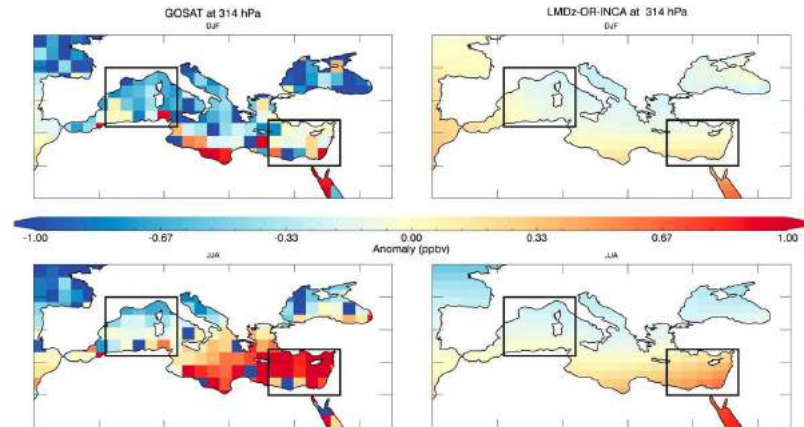 GOSAT at 314 hPa
DJF
LMDz-OR-INCA at 314 hPa
DJF
-1.00 -0.67 -0.33 0.00 0.33 0.67 1.00
Anomaly (ppbv)
JJA
JJA